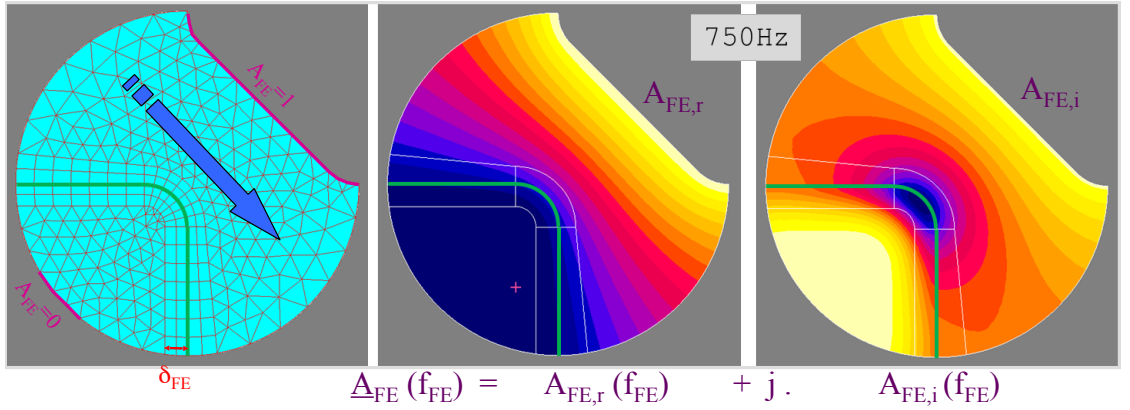 750Hz
A_FE=1
A_FE,r
A_FE,i
A_FE=0
δ_FE
A_FE (f_FE) = A_FE,r (f_FE) + j . A_FE,i (f_FE)